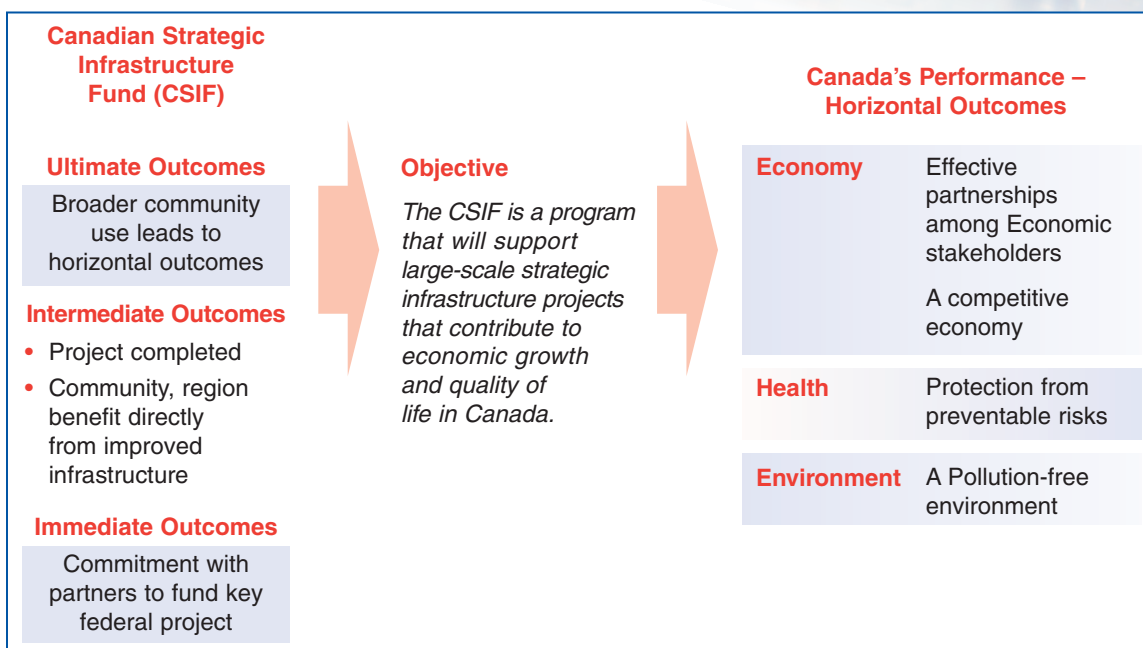 Canadian Strategic
Infrastructure
Fund (CSIF)
Ultimate Outcomes
Broader community
use leads to
horizontal outcomes
Intermediate Outcomes
• Project completed
• Community, region
benefit directly
from improved
infrastructure
Immediate Outcomes
Commitment with
partners to fund key
federal project
Objective
The CSIF is a program
that will support
large-scale strategic
infrastructure projects
that contribute to
economic growth
and quality of
life in Canada.
Canada's Performance –
Horizontal Outcomes
Economy
Effective
partnerships
among Economic
stakeholders
A competitive
economy
Health
Protection from
preventable risks
Environment
A Pollution-free
environment